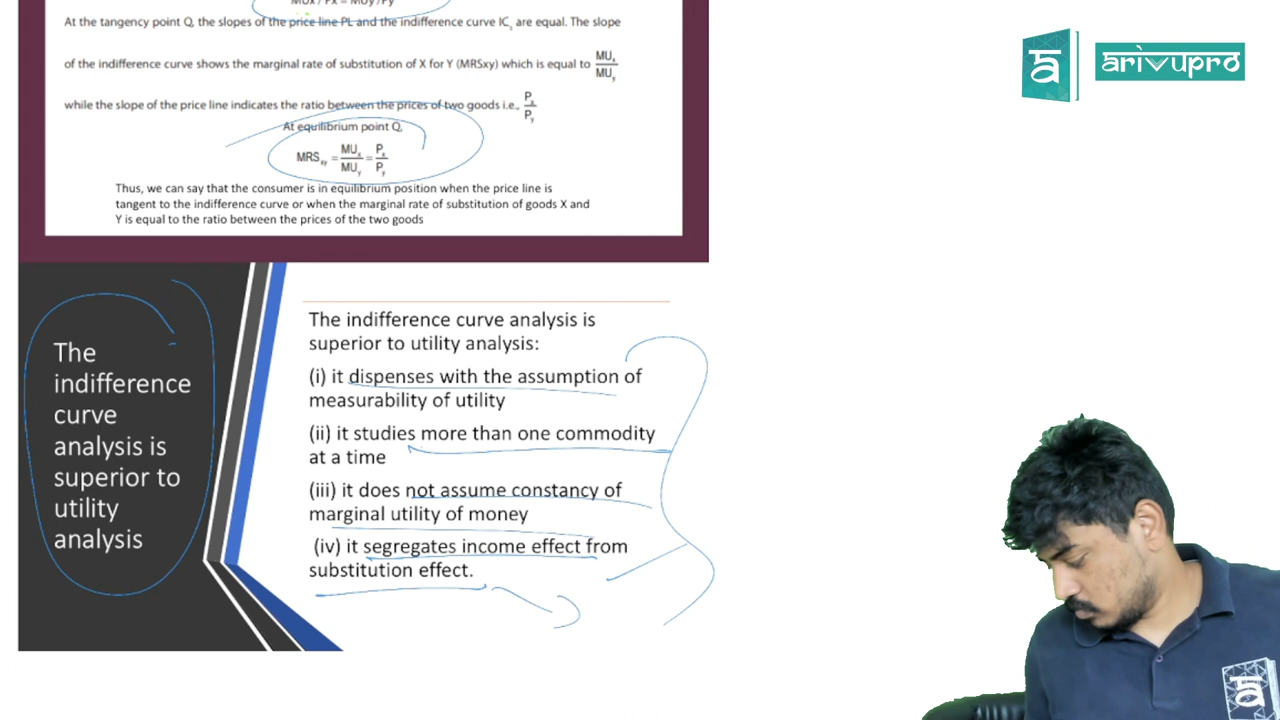 MUx / Px = MUy /Py
At the tangency point Q, the slopes of the price line PL and the indifference curve IC₃ are equal. The slope
of the indifference curve shows the marginal rate of substitution of X for Y (MRSxy) which is equal to MUₓ/MUᵧ
while the slope of the price line indicates the ratio between the prices of two goods i.e., Pₓ/Pᵧ
At equilibrium point Q,
MRSₓᵧ = MUₓ/MUᵧ = Pₓ/Pᵧ
Thus, we can say that the consumer is in equilibrium position when the price line is
tangent to the indifference curve or when the marginal rate of substitution of goods X and
Y is equal to the ratio between the prices of the two goods
The
indifference
curve
analysis is
superior to
utility
analysis
The indifference curve analysis is
superior to utility analysis:
(i) it dispenses with the assumption of
measurability of utility
(ii) it studies more than one commodity
at a time
(iii) it does not assume constancy of
marginal utility of money
(iv) it segregates income effect from
substitution effect.
arivupro